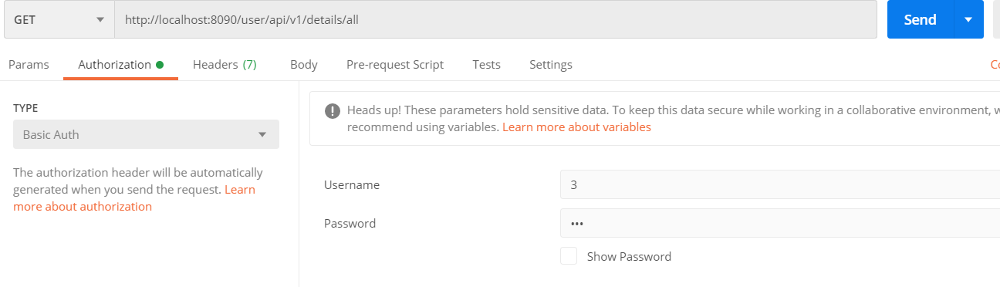 GET http://localhost:8090/user/api/v1/details/all Send
Params Authorization Headers (7) Body Pre-request Script Tests Settings
TYPE
Basic Auth
The authorization header will be automatically
generated when you send the request. Learn
more about authorization
Heads up! These parameters hold sensitive data. To keep this data secure while working in a collaborative environment,
recommend using variables. Learn more about variables
Username 3
Password •••
Show Password